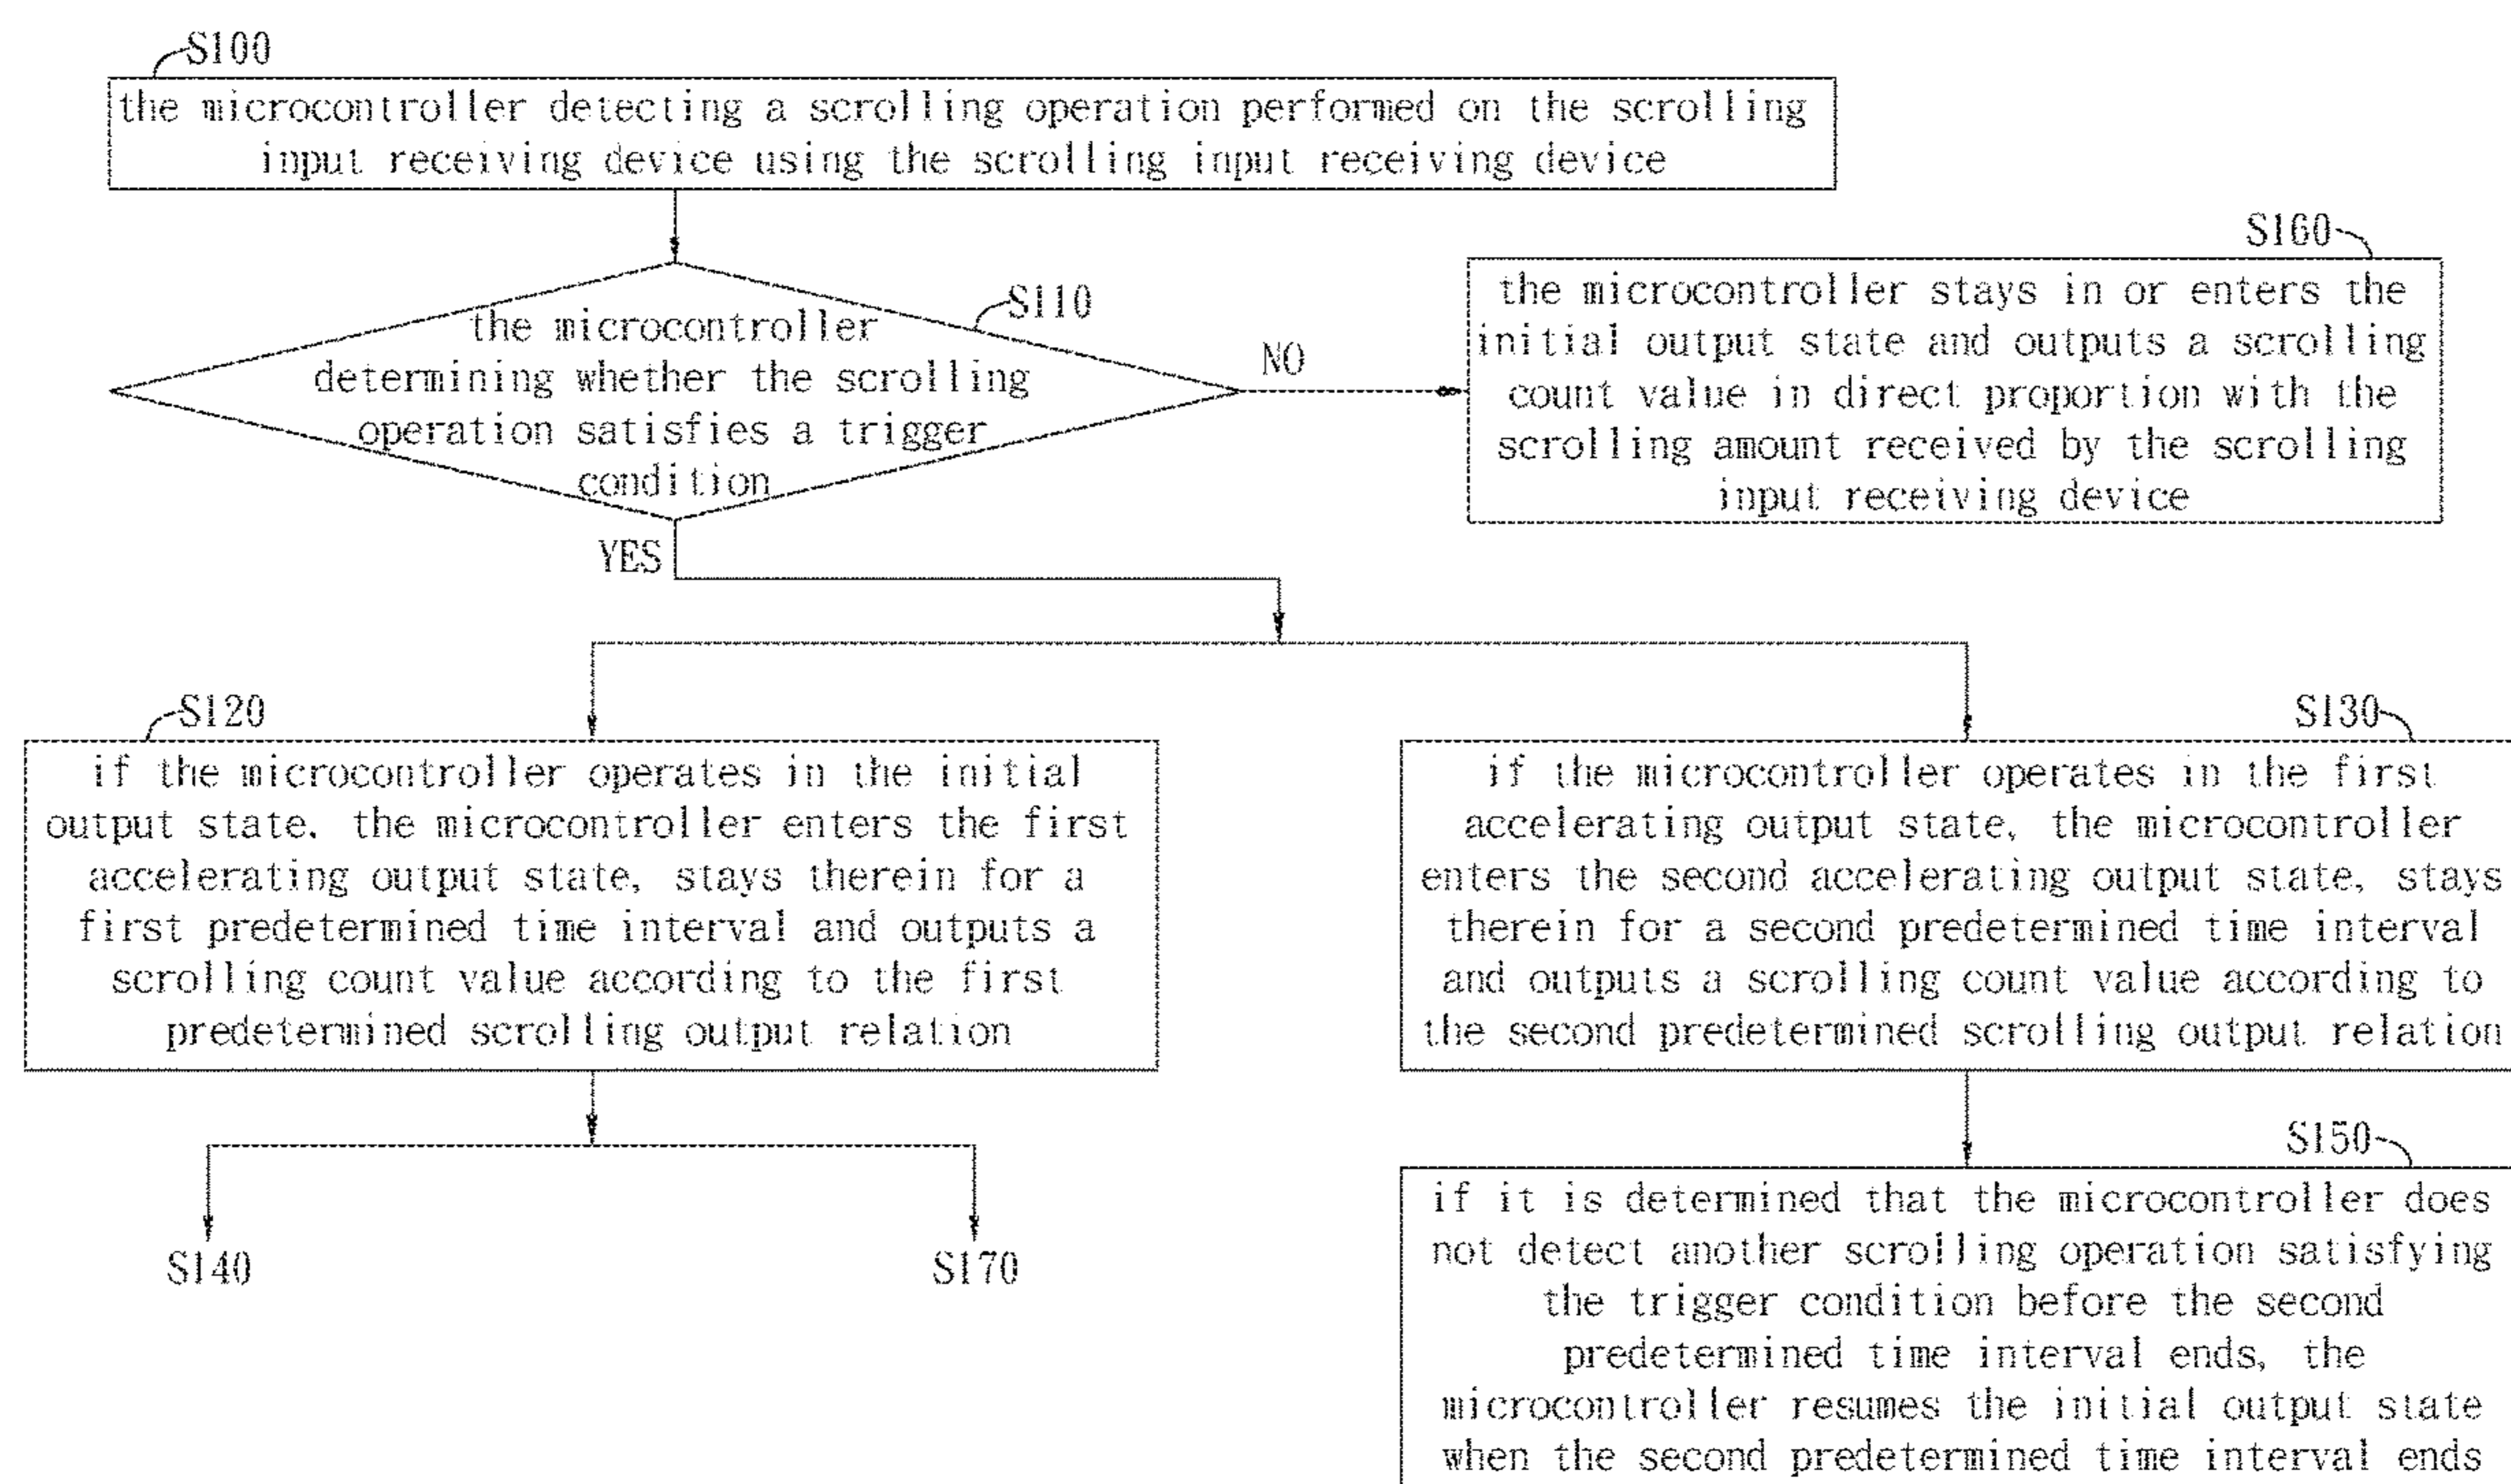 S100
the microcontroller detecting a scrolling operation performed on the scrolling
input receiving device using the scrolling input receiving device
S160
the microcontroller stays in or enters the
initial output state and outputs a scrolling
count value in direct proportion with the
scrolling amount received by the scrolling
input receiving device
S110
the microcontroller
determining whether the scrolling
operation satisfies a trigger
condition
NO
YES
S120
if the microcontroller operates in the initial
output state, the microcontroller enters the first
accelerating output state, stays therein for a
first predetermined time interval and outputs a
scrolling count value according to the first
predetermined scrolling output relation
S130
if the microcontroller operates in the first
accelerating output state, the microcontroller
enters the second accelerating output state, stays
therein for a second predetermined time interval
and outputs a scrolling count value according to
the second predetermined scrolling output relation
S140
S170
S150
if it is determined that the microcontroller does
not detect another scrolling operation satisfying
the trigger condition before the second
predetermined time interval ends, the
microcontroller resumes the initial output state
when the second predetermined time interval ends